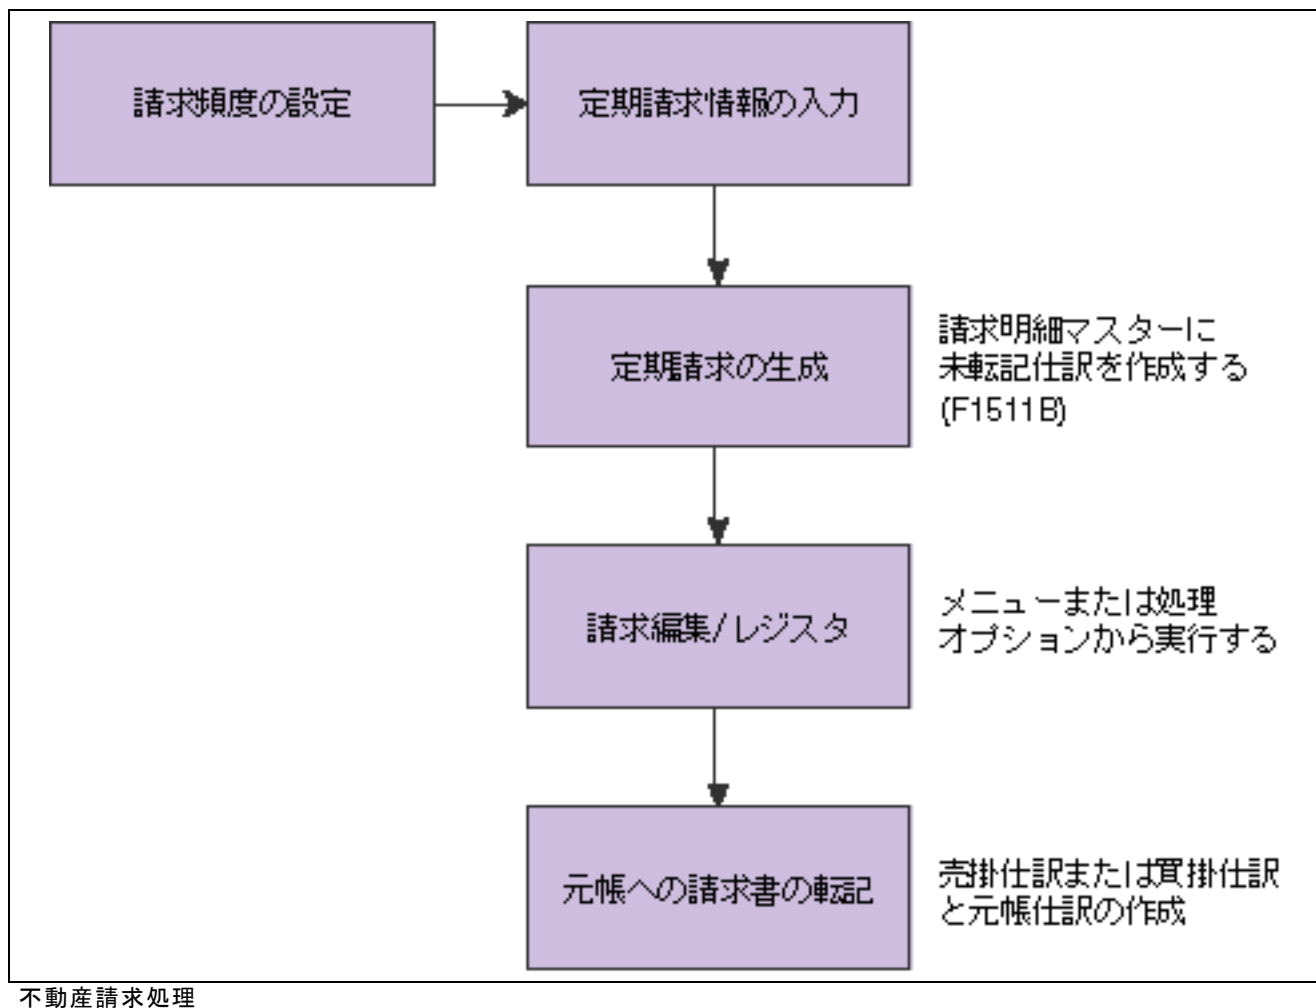 請求頻度の設定
定期請求情報の入力
定期請求の生成
請求明細マスターに
未転記仕訳を作成する
(F1511B)
請求編集/レジスタ
メニューまたは処理
オプションから実行する
元帳への請求書の転記
売掛仕訳または買掛仕訳
と元帳仕訳の作成
不動産請求処理